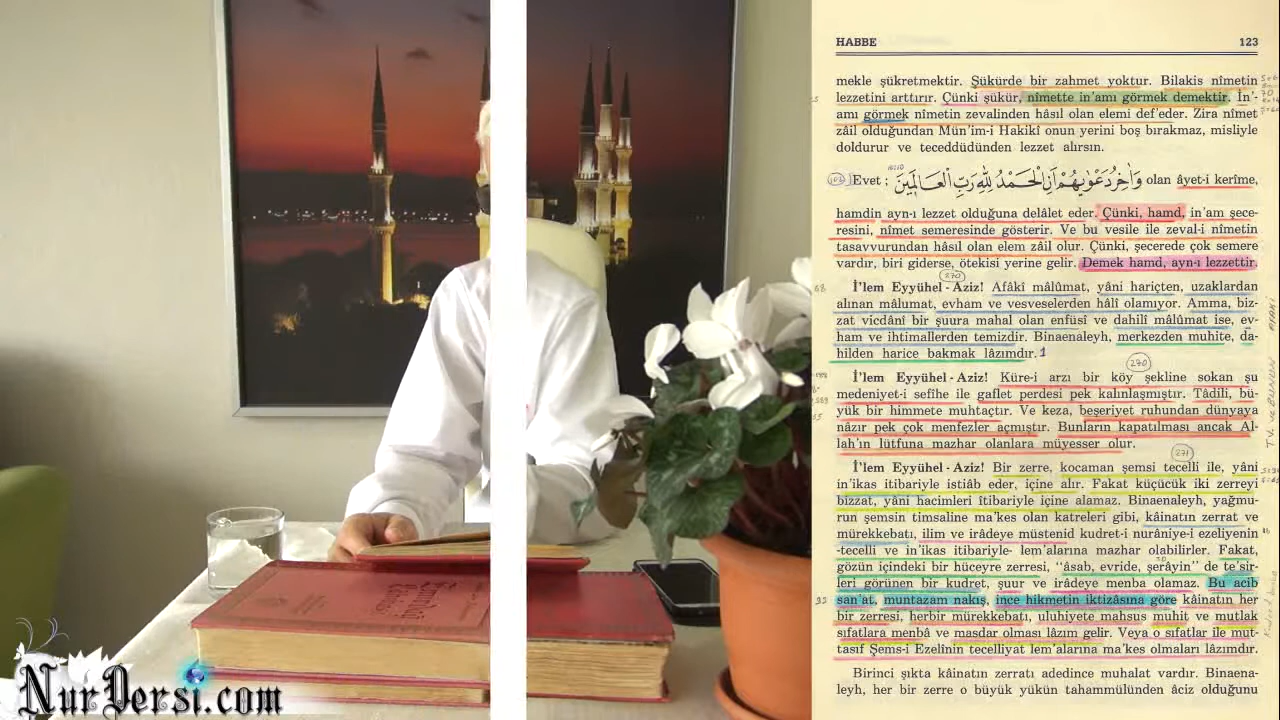 HABBE 123
mekle şükretmektir. Şükürde bir zahmet yoktur. Bilakis nîmetin
lezzetini arttırır. Çünki şükür, nîmette in'amı görmek demektir. İn'-
amı görmek nîmetin zevalinden hâsıl olan elemi def'eder. Zira nîmet
zâil olduğundan Mün'im-i Hakikî onun yerini boş bırakmaz, misliyle
doldurur ve teceddüdünden lezzet alırsın.
Evet ; وَاٰخِرُ دَعْوٰيهُمْ اَنِ الْحَمْدُ لِلّٰهِ رَبِّ الْعَالَمِينَ olan âyet-i kerîme,
hamdin ayn-ı lezzet olduğuna delâlet eder. Çünki, hamd, in'am şece-
resini, nîmet semeresinde gösterir. Ve bu vesile ile zeval-i nîmetin
tasavvurundan hâsıl olan elem zâil olur. Çünki, şecerede çok semere
vardır, biri giderse, ötekisi yerine gelir. Demek hamd, ayn-ı lezzettir.
270
İ'lem Eyyühel - Aziz! Afâkî mâlûmat, yâni hariçten, uzaklardan
alınan mâlumat, evham ve vesveselerden hâlî olamıyor. Amma, biz-
zat vicdânî bir şuura mahal olan enfüsî ve dahilî mâlûmat ise, ev-
ham ve ihtimallerden temizdir. Binaenaleyh, merkezden muhite, da-
hilden harice bakmak lâzımdır. 1
270
İ'lem Eyyühel - Aziz! Küre-i arzı bir köy şekline sokan şu
medeniyet-i sefîhe ile gaflet perdesi pek kalınlaşmıştır. Tâdili, bü-
yük bir himmete muhtaçtır. Ve keza, beşeriyet ruhundan dünyaya
nâzır pek çok menfezler açmıştır. Bunların kapatılması ancak Al-
lah'ın lütfuna mazhar olanlara müyesser olur.
271
İ'lem Eyyühel - Aziz! Bir zerre, kocaman şemsi tecelli ile, yâni
in'ikas itibariyle istiâb eder, içine alır. Fakat küçücük iki zerreyi
bizzat, yâni hacimleri îtibariyle içine alamaz. Binaenaleyh, yağmu-
run şemsin timsaline ma'kes olan katreleri gibi, kâinatın zerrat ve
mürekkebatı, ilim ve irâdeye müstenid kudret-i nurâniye-i ezeliyenin
-tecelli ve in'ikas itibariyle- lem'alarına mazhar olabilirler. Fakat,
gözün içindeki bir hüceyre zerresi, "âsab, evride, şerâyin" de te'sir-
leri görünen bir kudret, şuur ve irâdeye menba olamaz. Bu acib
san'at, muntazam nakış, ince hikmetin iktizâsına göre kâinatın her
bir zerresi, herbir mürekkebatı, uluhiyete mahsus muhit ve mutlak
sıfatlara menbâ ve masdar olması lâzım gelir. Veya o sıfatlar ile mut-
tasıf Şems-i Ezelînin tecelliyat lem'alarına ma'kes olmaları lâzımdır.
Birinci şıkta kâinatın zerratı adedince muhalat vardır. Binaena-
leyh, her bir zerre o büyük yükün tahammülünden âciz olduğunu
NurDersi.com